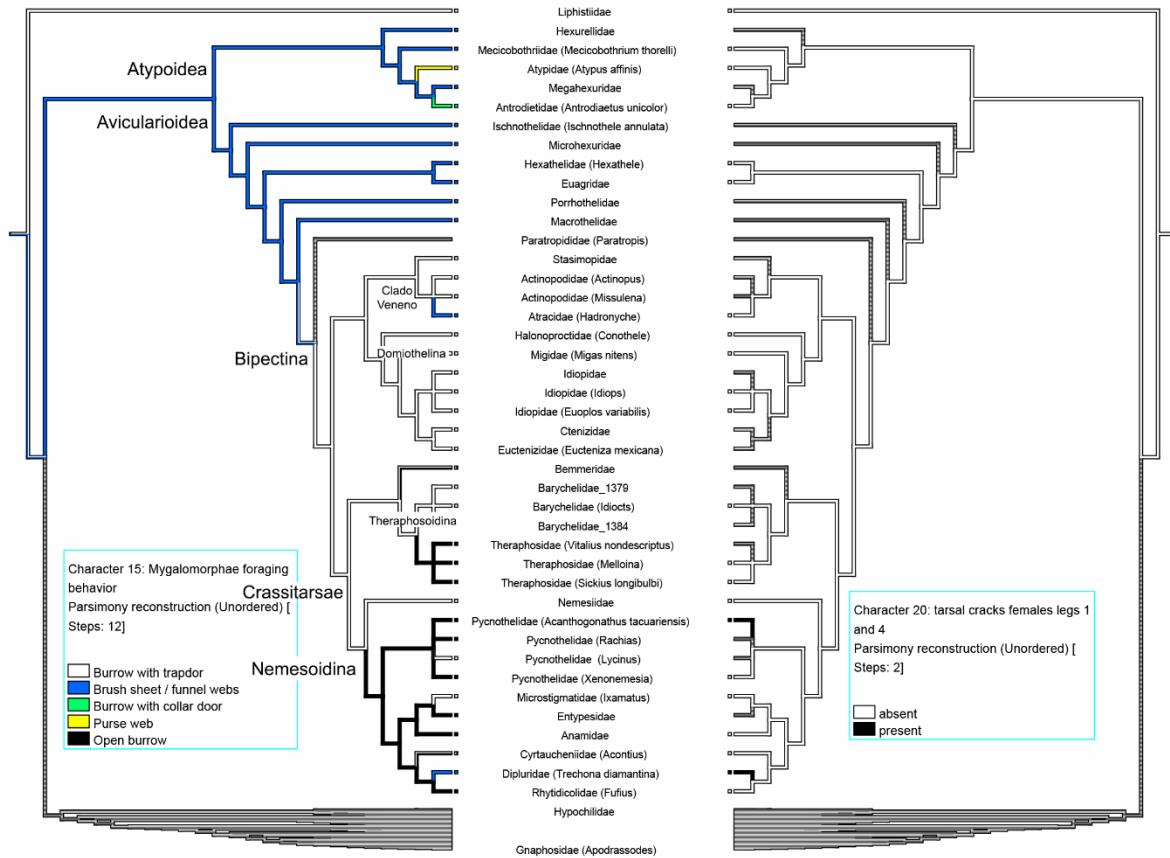 Liphistiidae
Hexurellidae
Mecicobothriidae (Mecicobothrium thorelli)
Atypoidea
Atypidae (Atypus affinis)
Megahexuridae
Antrodietidae (Antrodiaetus unicolor)
Avicularioidea
Ischnothelidae (Ischnothele annulata)
Microhexuridae
Hexathelidae (Hexathele)
Euagridae
Porrhothelidae
Macrothelidae
Paratropididae (Paratropis)
Stasimopidae
Actinopodidae (Actinopus)
Clado
Veneno
Actinopodidae (Missulena)
Atracidae (Hadronyche)
Halonoproctidae (Conothele)
Bipectina
Domiothelina
Migidae (Migas nitens)
Idiopidae
Idiopidae (Idiops)
Idiopidae (Euoplos variabilis)
Ctenizidae
Euctenizidae (Eucteniza mexicana)
Bemmeridae
Barychelidae_1379
Barychelidae (Idiocts)
Theraphosoidina
Barychelidae_1384
Theraphosidae (Vitalius nondescriptus)
Theraphosidae (Melloina)
Theraphosidae (Sickius longibulbi)
Crassitarsae
Nemesiidae
Pycnothelidae (Acanthogonathus tacuariensis)
Pycnothelidae (Rachias)
Pycnothelidae (Lycinus)
Nemesoidina
Pycnothelidae (Xenonemesia)
Microstigmatidae (Ixamatus)
Entypesidae
Anamidae
Cyrtaucheniidae (Acontius)
Dipluridae (Trechona diamantina)
Rhytidicolidae (Fufius)
Hypochilidae
Gnaphosidae (Apodrassodes)
Character 15: Mygalomorphae foraging
behavior
Parsimony reconstruction (Unordered) [
Steps: 12]
Burrow with trapdor
Brush sheet / funnel webs
Burrow with collar door
Purse web
Open burrow
Character 20: tarsal cracks females legs 1
and 4
Parsimony reconstruction (Unordered) [
Steps: 2]
absent
present